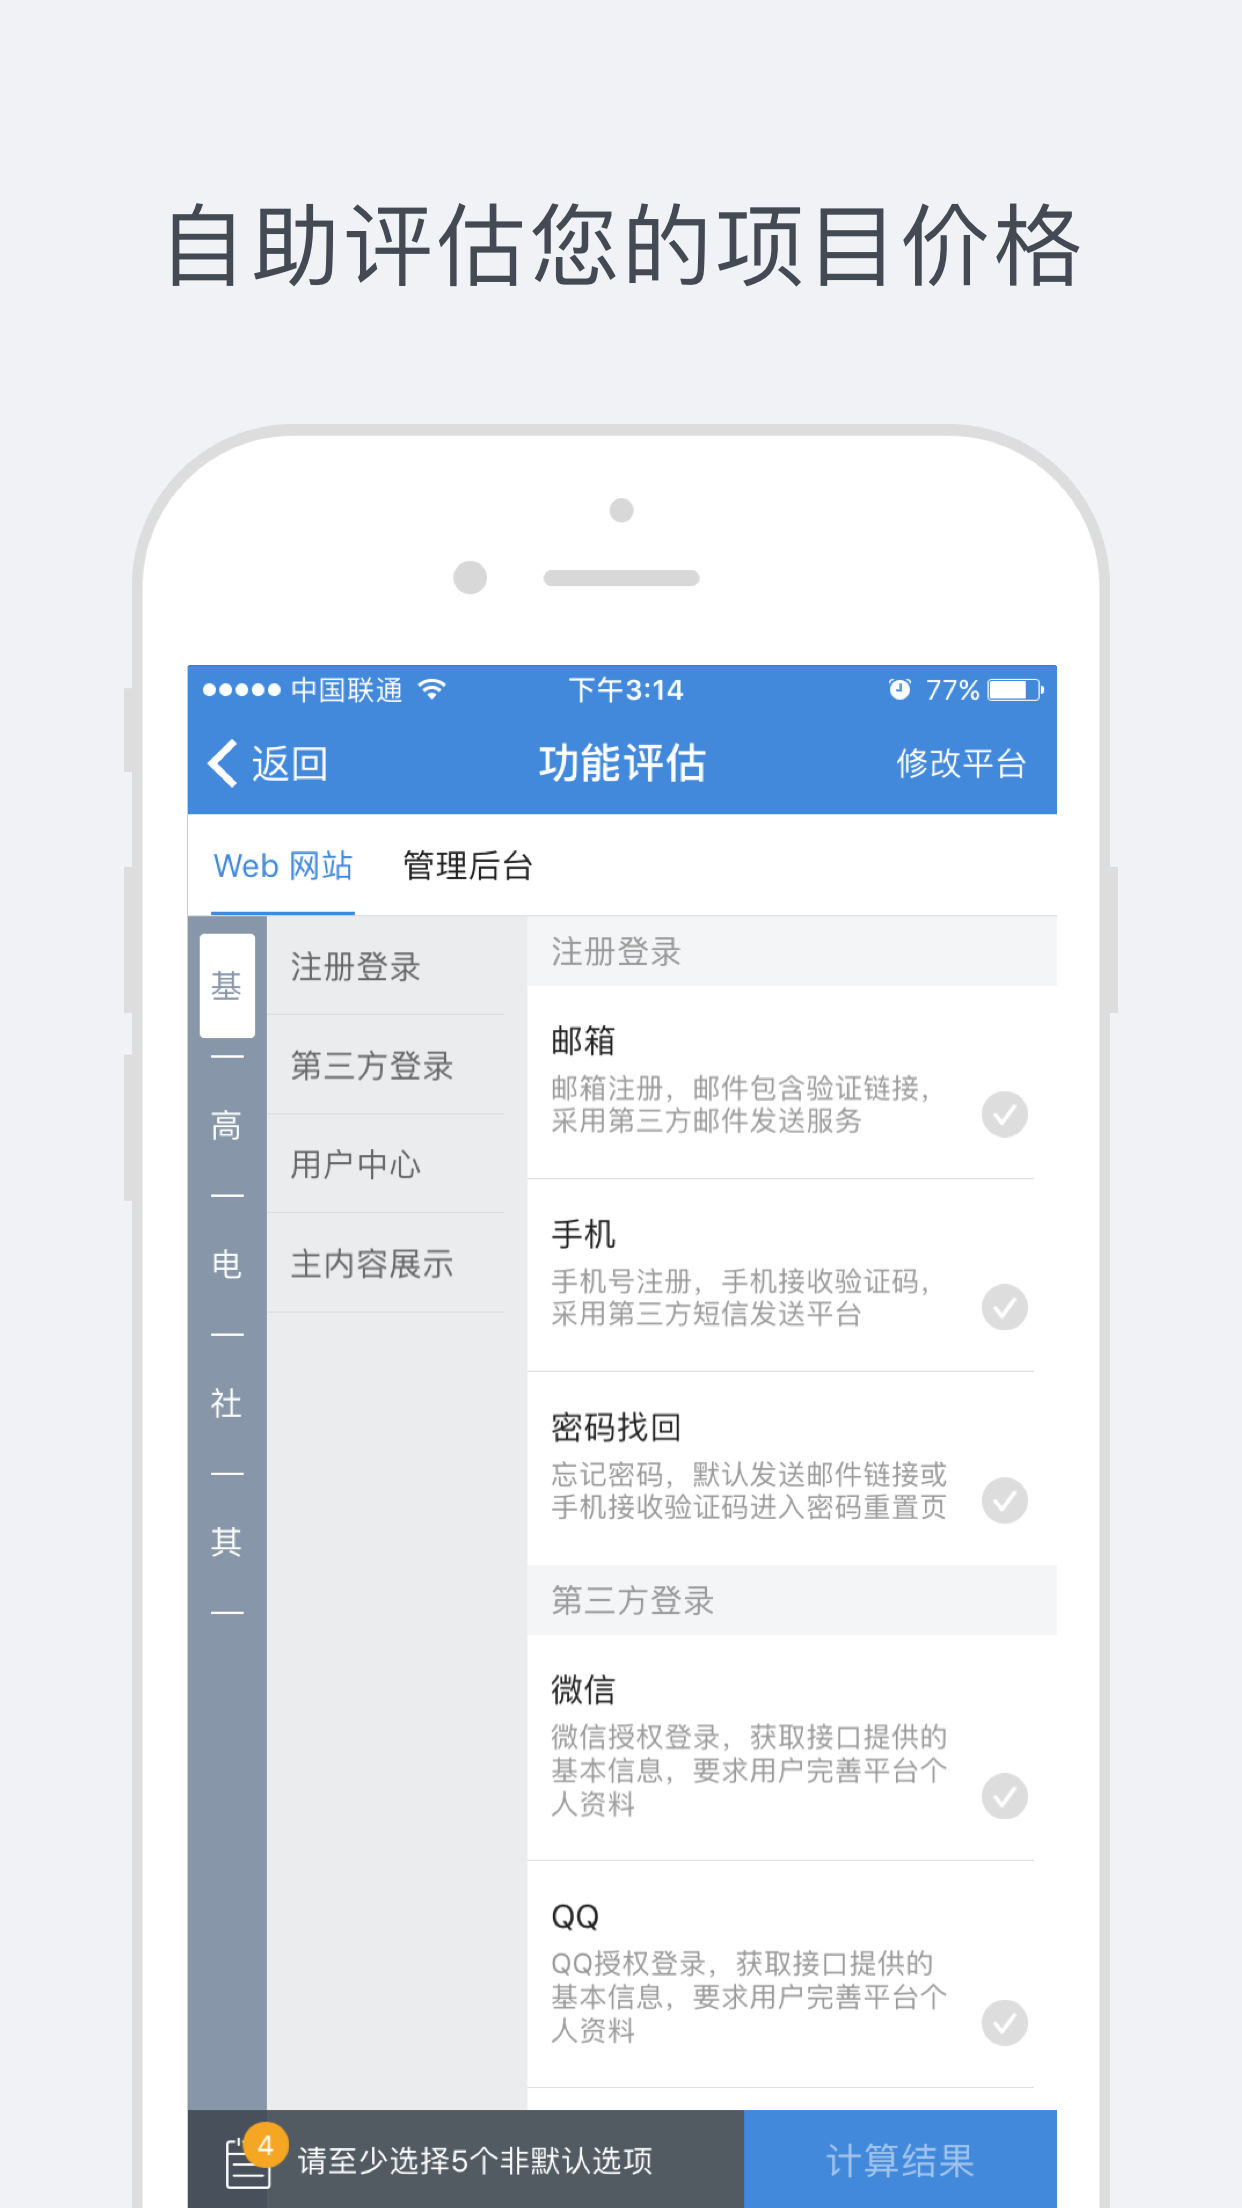 自助评估您的项目价格
中国联通
下午3:14
77%
返回
功能评估
修改平台
Web 网站
管理后台
基
高
电
社
其
注册登录
第三方登录
用户中心
主内容展示
注册登录
邮箱
邮箱注册，邮件包含验证链接，
采用第三方邮件发送服务
手机
手机号注册，手机接收验证码，
采用第三方短信发送平台
密码找回
忘记密码，默认发送邮件链接或
手机接收验证码进入密码重置页
第三方登录
微信
微信授权登录，获取接口提供的
基本信息，要求用户完善平台个
人资料
QQ
QQ授权登录，获取接口提供的
基本信息，要求用户完善平台个
人资料
4
请至少选择5个非默认选项
计算结果